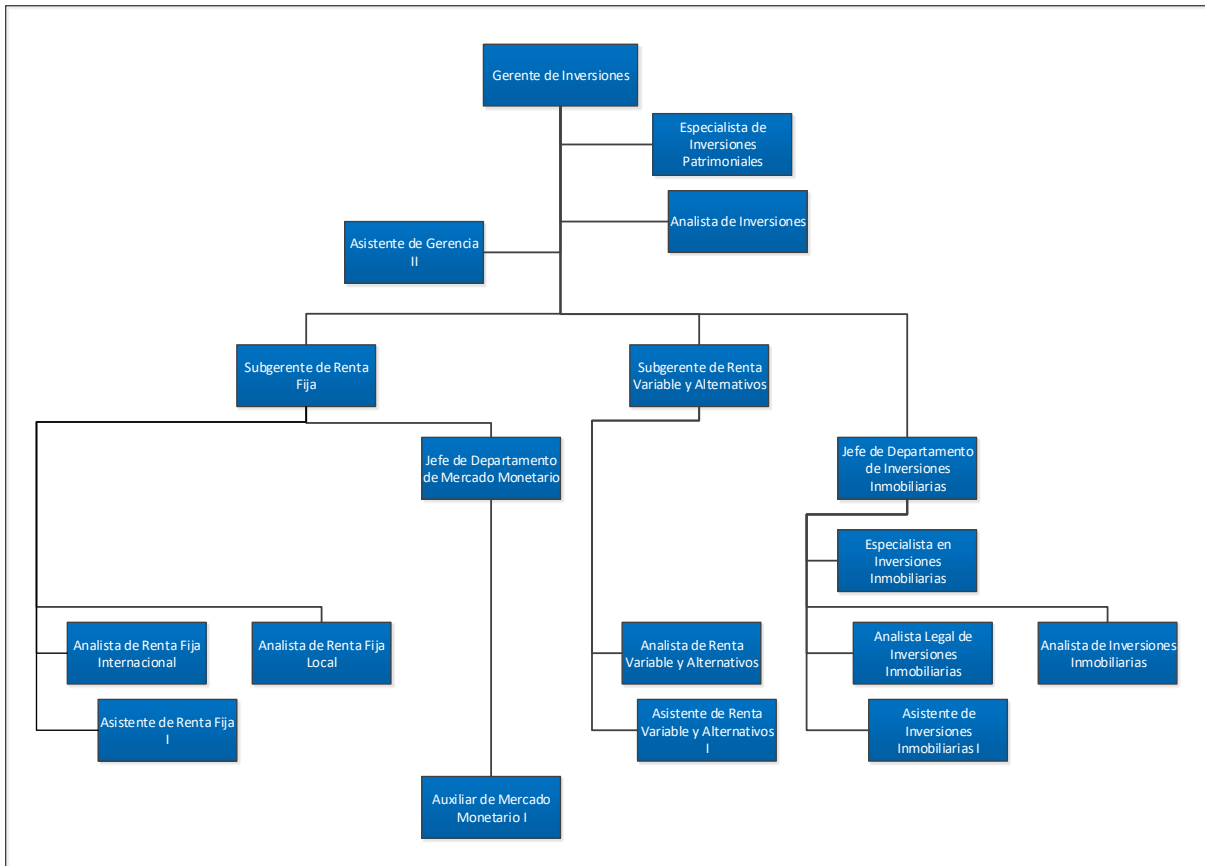 Gerente de Inversiones
Especialista de
Inversiones
Patrimoniales
Analista de Inversiones
Asistente de Gerencia
II
Subgerente de Renta
Fija
Subgerente de Renta
Variable y Alternativos
Jefe de Departamento
de Mercado Monetario
Jefe de Departamento
de Inversiones
Inmobiliarias
Especialista en
Inversiones
Inmobiliarias
Analista de Renta Fija
Internacional
Analista de Renta Fija
Local
Analista de Renta
Variable y Alternativos
Analista Legal de
Inversiones
Inmobiliarias
Analista de Inversiones
Inmobiliarias
Asistente de Renta Fija
I
Asistente de Renta
Variable y Alternativos
I
Asistente de
Inversiones
Inmobiliarias I
Auxiliar de Mercado
Monetario I